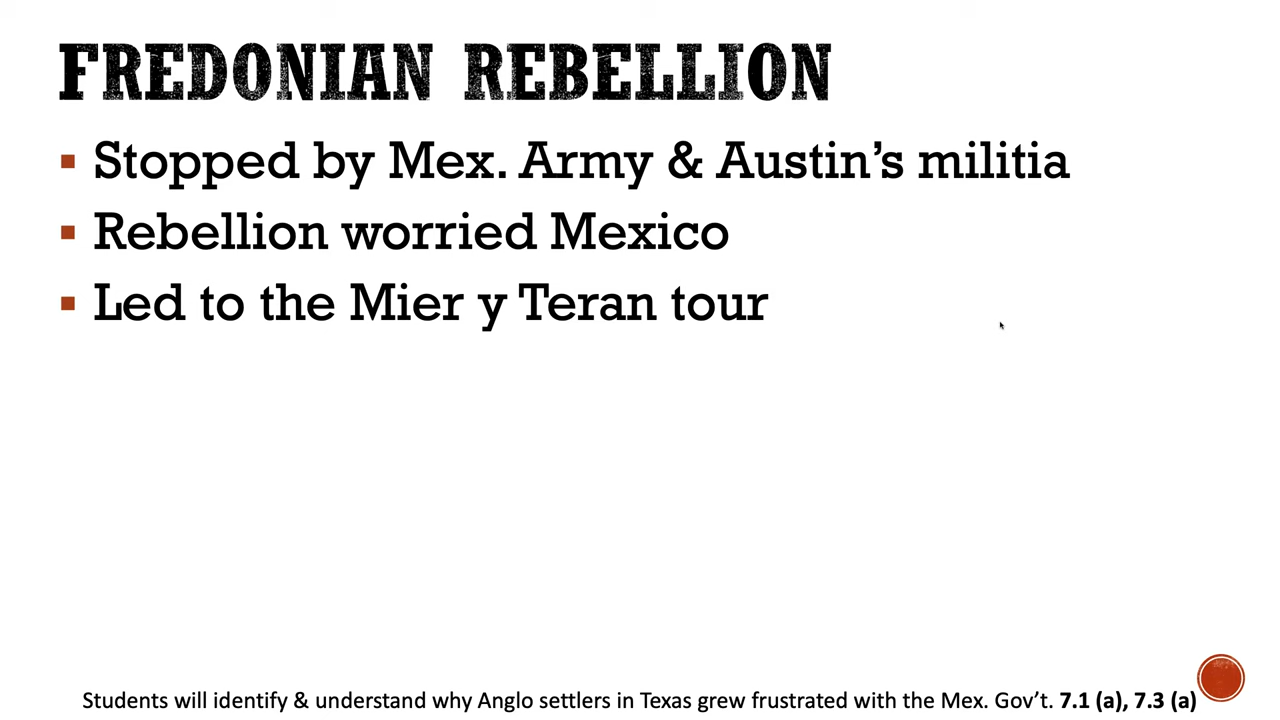 FREDONIAN REBELLION
▪ Stopped by Mex. Army & Austin’s militia
▪ Rebellion worried Mexico
▪ Led to the Mier y Teran tour
Students will identify & understand why Anglo settlers in Texas grew frustrated with the Mex. Gov’t. 7.1 (a), 7.3 (a)